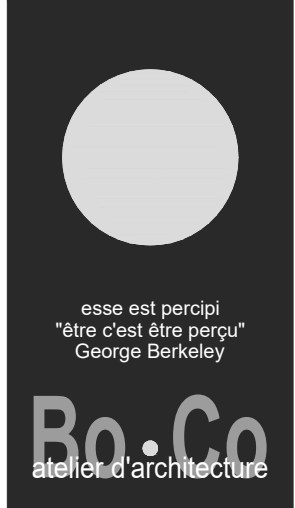 esse est percipi
"être c'est être perçu"
George Berkeley
Bo.Co
atelier d'architecture